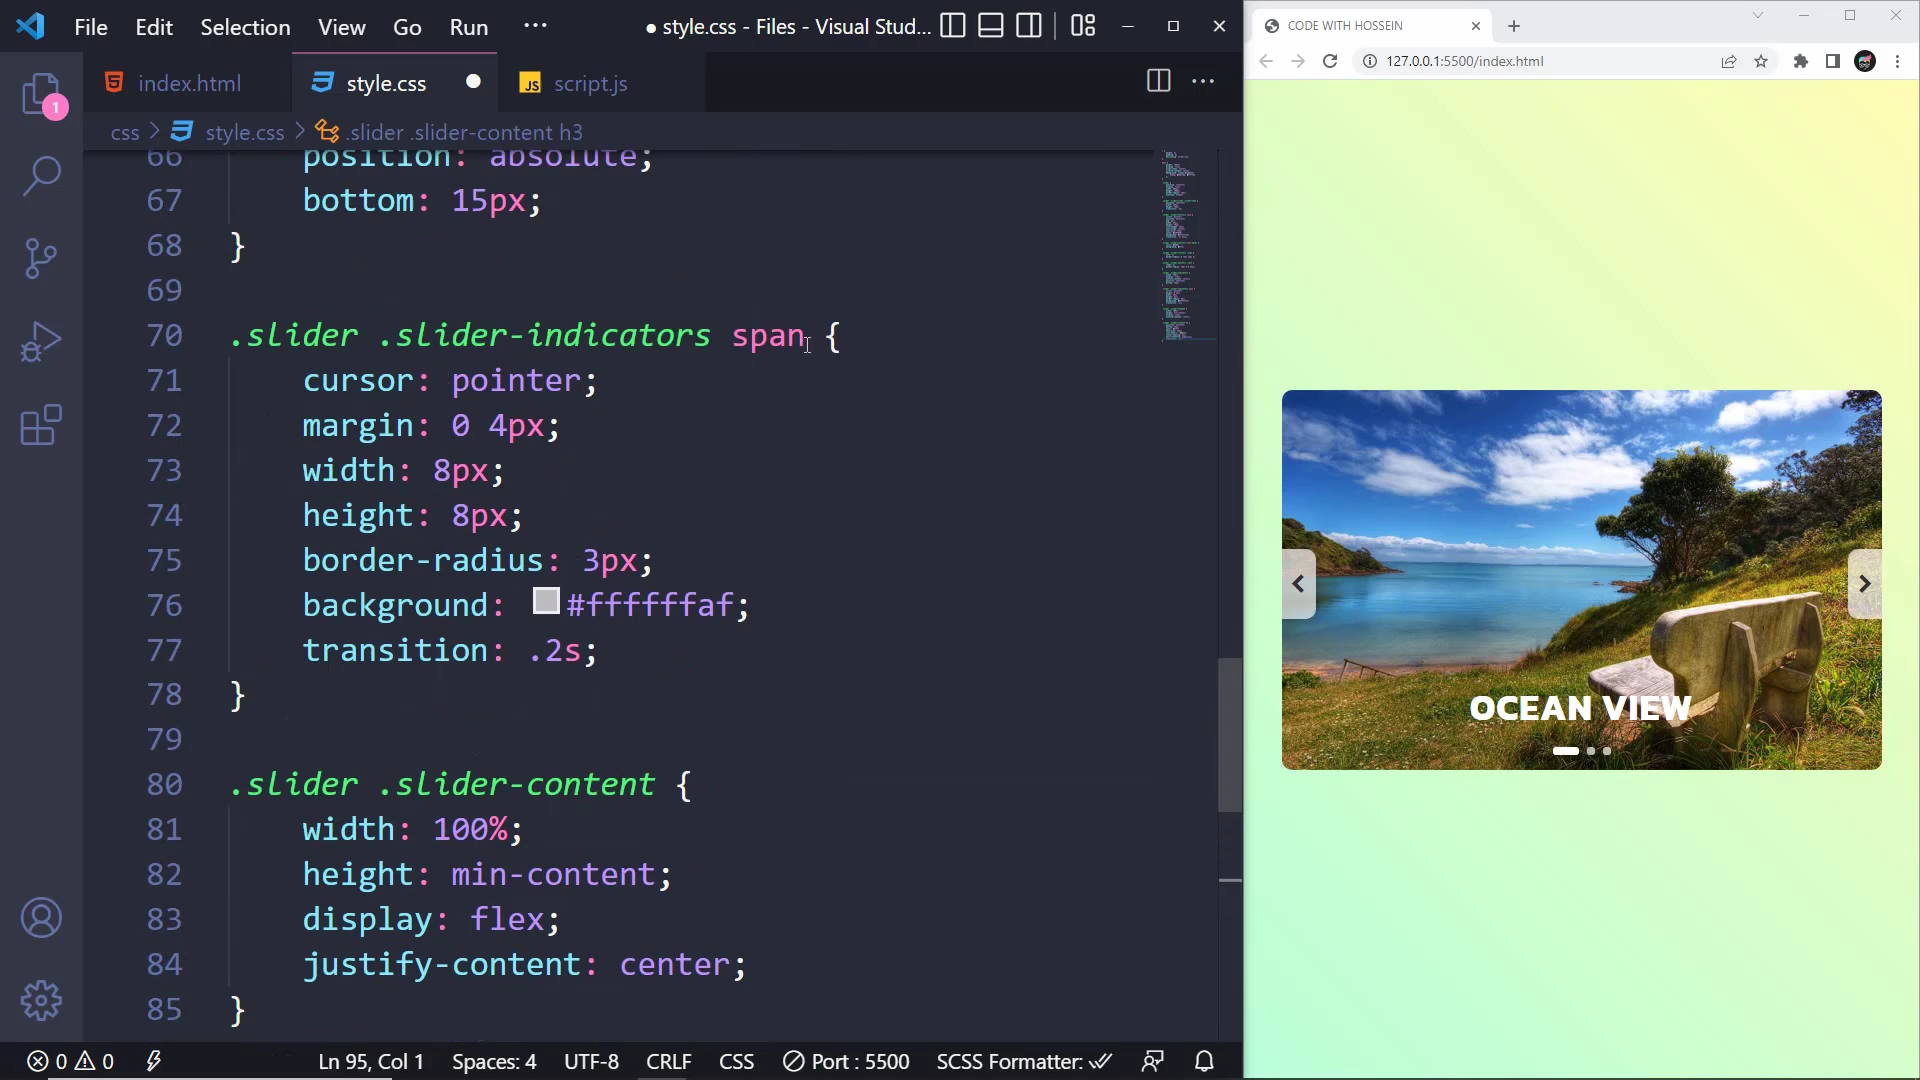 File Edit Selection View Go Run ··· ● style.css - Files - Visual Stud...
index.html style.css script.js
css > style.css > .slider .slider-content h3
66 position: absolute;
67 bottom: 15px;
68 }
69
70 .slider .slider-indicators span {
71 cursor: pointer;
72 margin: 0 4px;
73 width: 8px;
74 height: 8px;
75 border-radius: 3px;
76 background: #ffffffaf;
77 transition: .2s;
78 }
79
80 .slider .slider-content {
81 width: 100%;
82 height: min-content;
83 display: flex;
84 justify-content: center;
85 }
1
JS
0 0 Ln 95, Col 1 Spaces: 4 UTF-8 CRLF CSS Port : 5500 SCSS Formatter:
CODE WITH HOSSEIN
127.0.0.1:5500/index.html
OCEAN VIEW